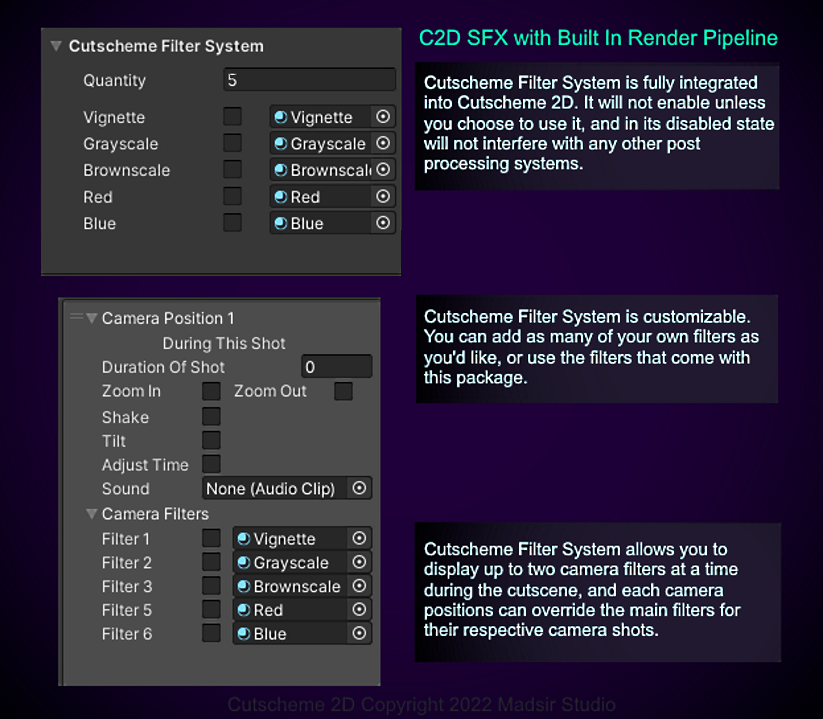 Cutscheme Filter System
Quantity 5
Vignette Vignette
Grayscale Grayscale
Brownscale Brownscal
Red Red
Blue Blue
C2D SFX with Built In Render Pipeline
Cutscheme Filter System is fully integrated
into Cutscheme 2D. It will not enable unless
you choose to use it, and in its disabled state
will not interfere with any other post
processing systems.
Camera Position 1
During This Shot
Duration Of Shot 0
Zoom In Zoom Out
Shake
Tilt
Adjust Time
Sound None (Audio Clip)
Camera Filters
Filter 1 Vignette
Filter 2 Grayscale
Filter 3 Brownscale
Filter 5 Red
Filter 6 Blue
Cutscheme Filter System is customizable.
You can add as many of your own filters as
you'd like, or use the filters that come with
this package.
Cutscheme Filter System allows you to
display up to two camera filters at a time
during the cutscene, and each camera
positions can override the main filters for
their respective camera shots.
Cutscheme 2D Copyright 2022 Madsir Studio